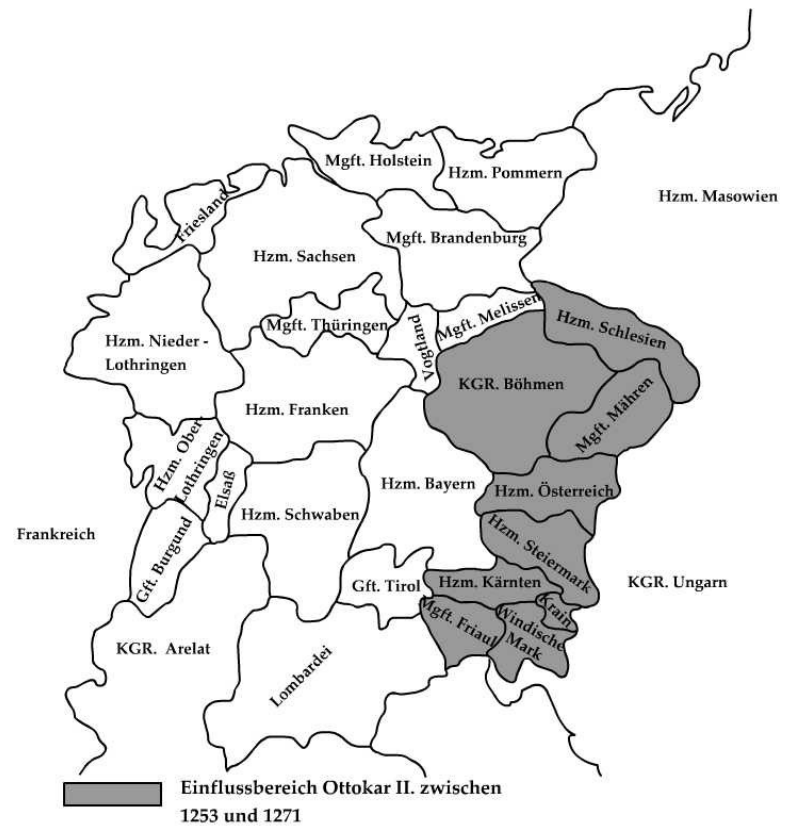 Mgft. Holstein
Hzm. Pommern
Hzm. Masowien
Friesland
Mgft. Brandenburg
Hzm. Sachsen
Mgft. Melissen
Hzm. Schlesien
Mgft. Thüringen
Vogtland
Hzm. Nieder -
Lothringen
KGR. Böhmen
Mgft. Mähren
Hzm. Franken
Hzm. Ober
Lothringen
Elsaß
Hzm. Bayern
Hzm. Österreich
Hzm. Schwaben
Frankreich
Gft. Burgund
Hzm. Steiermark
Gft. Tirol
Hzm. Kärnten
KGR. Ungarn
Krain
Mgft. Friaul
Windische
Mark
KGR. Arelat
Lombardei
Einflussbereich Ottokar II. zwischen
1253 und 1271